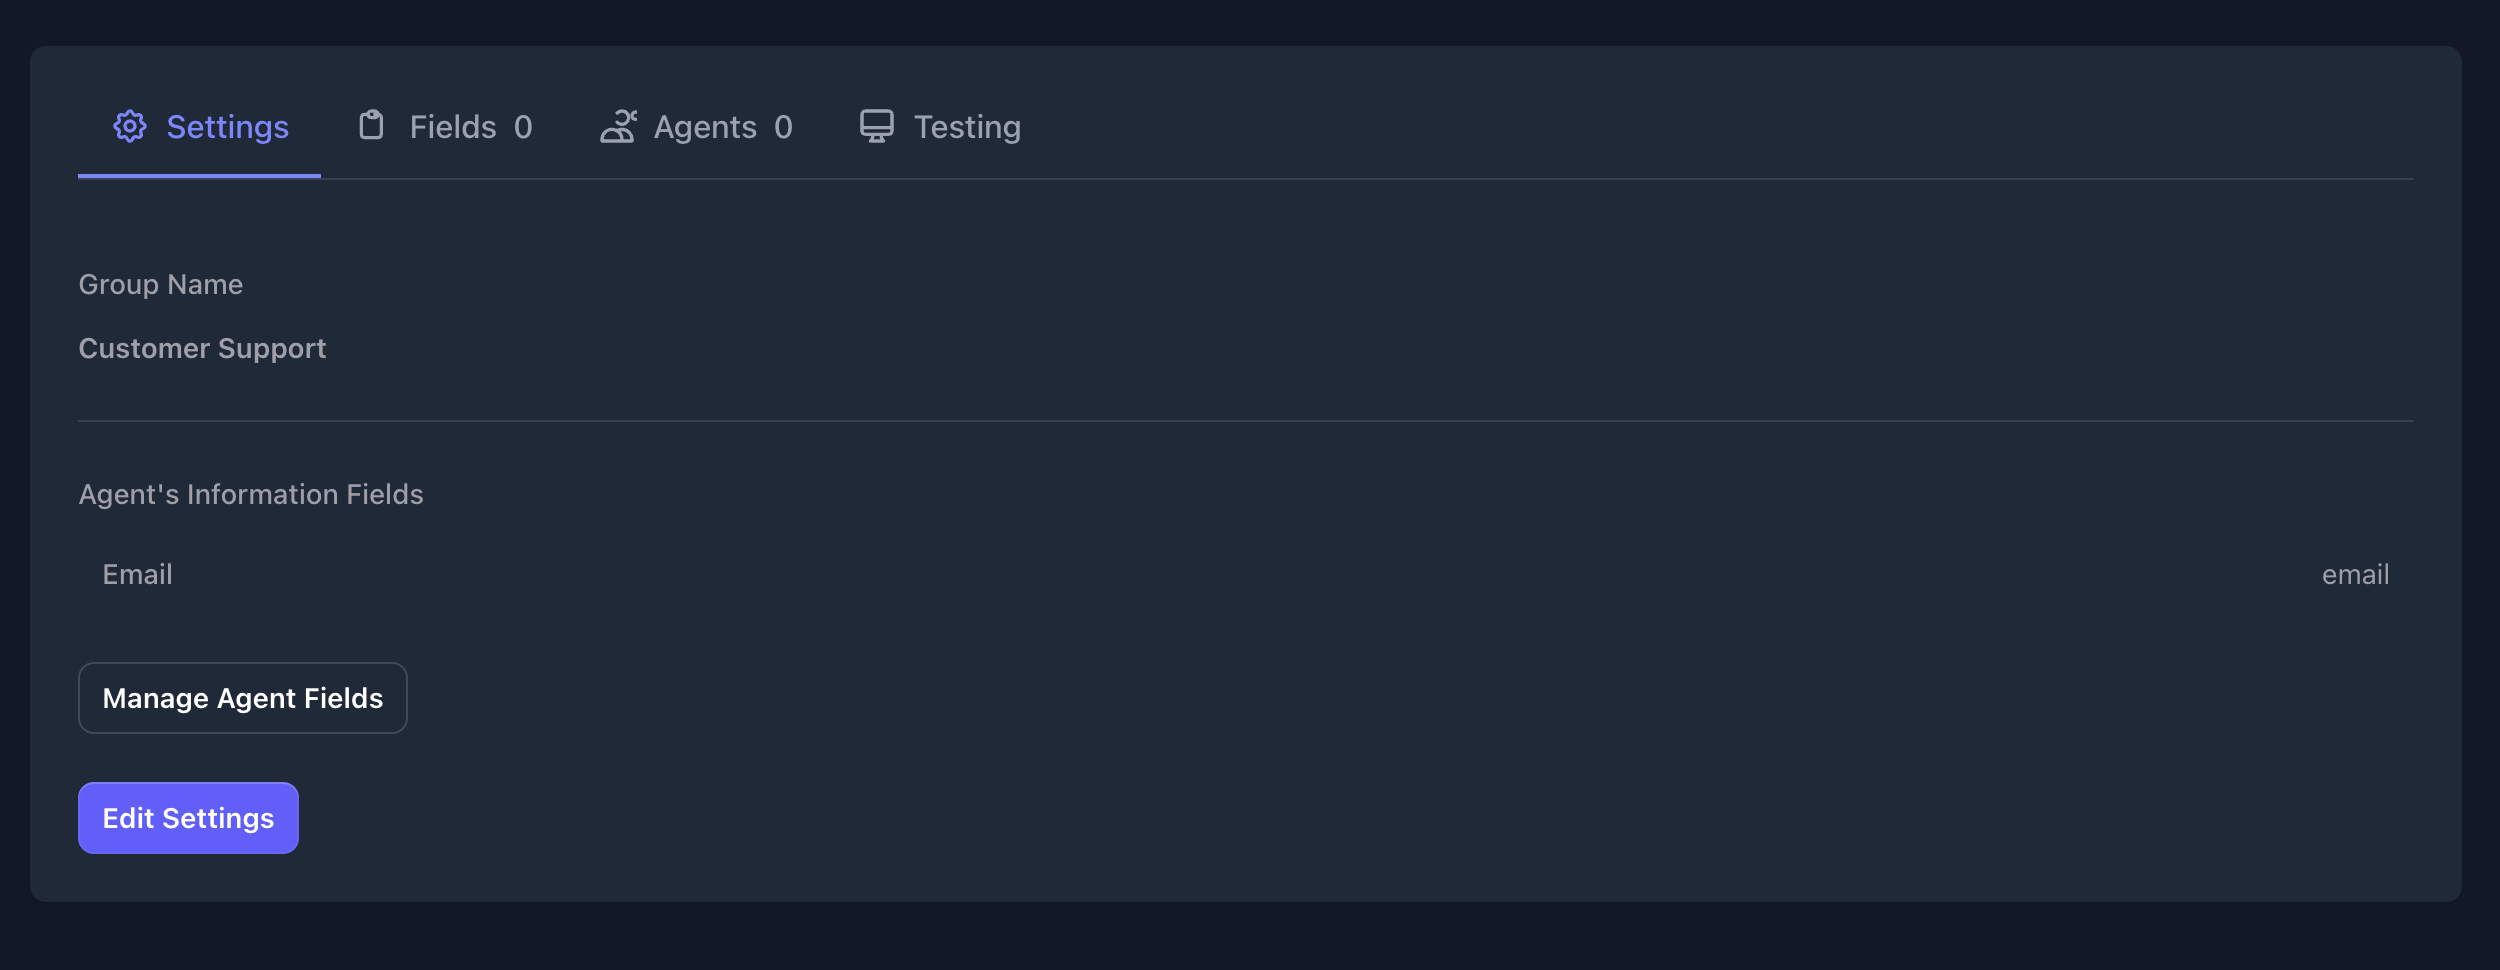 Settings Fields 0 Agents 0 Testing
Group Name
Customer Support
Agent's Information Fields
Email email
Manage Agent Fields
Edit Settings